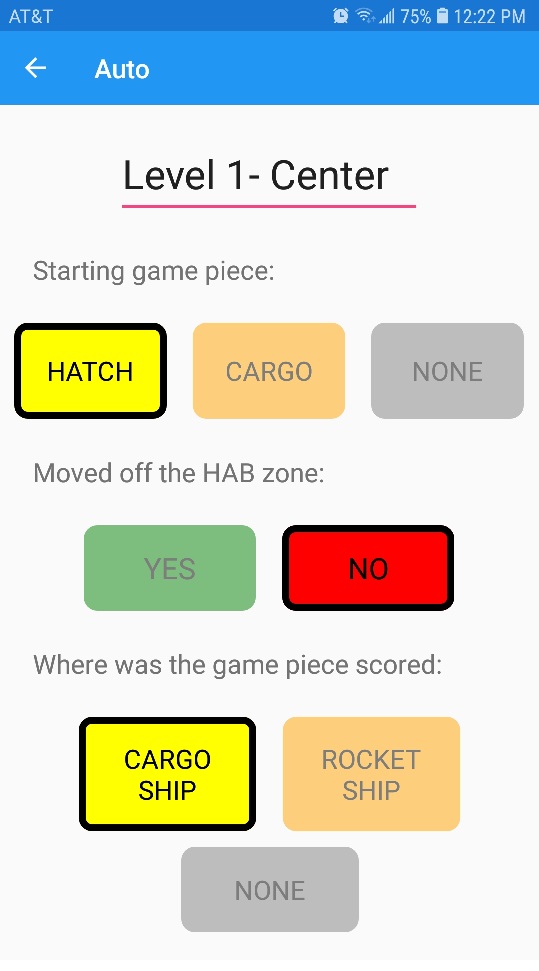 AT&T 75% 12:22 PM
Auto
Level 1- Center
Starting game piece:
HATCH CARGO NONE
Moved off the HAB zone:
YES NO
Where was the game piece scored:
CARGO SHIP
ROCKET SHIP
NONE